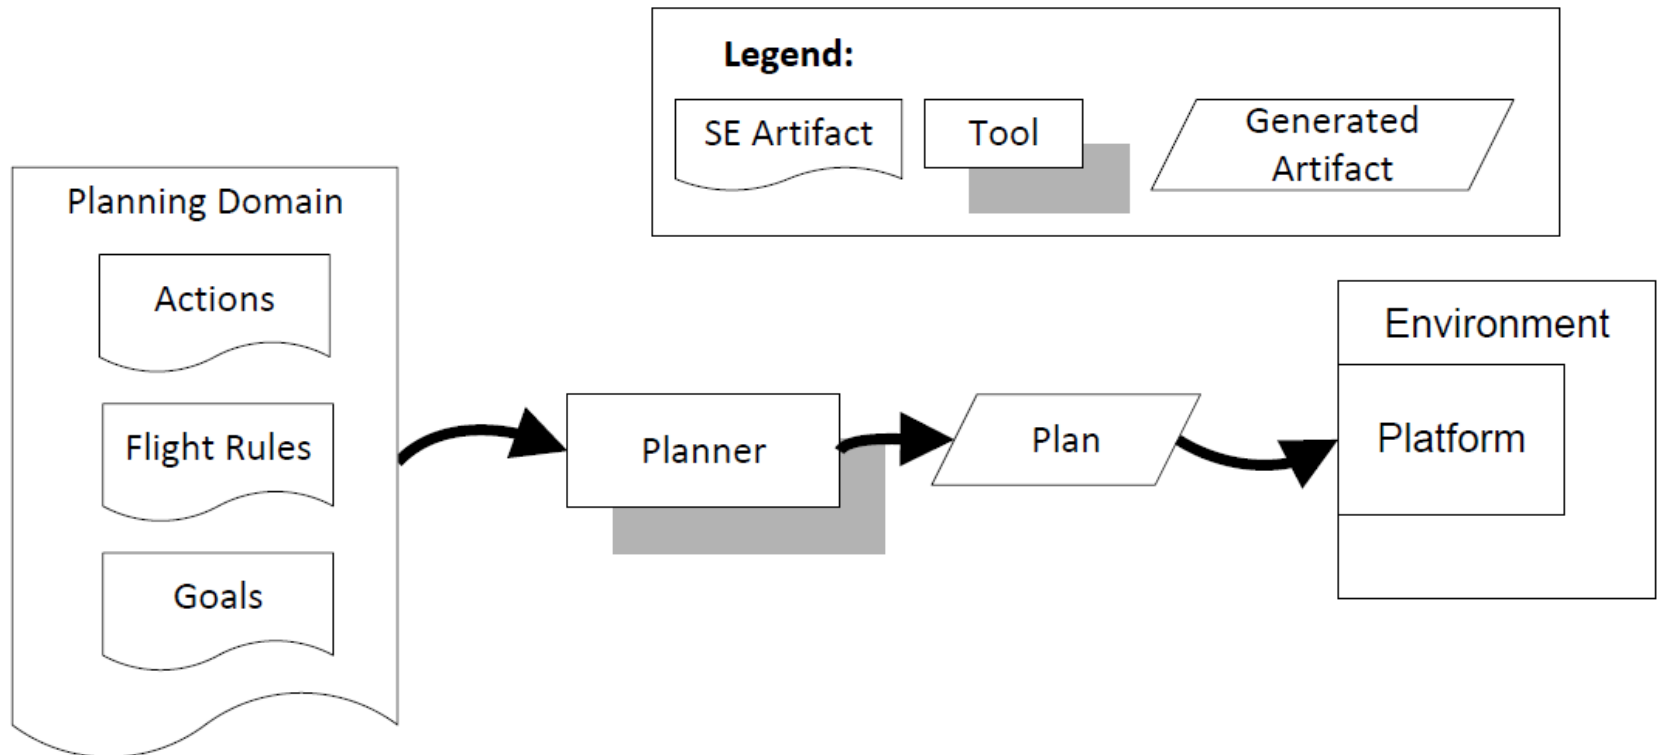 Legend:
SE Artifact
Tool
Generated
Artifact
Planning Domain
Actions
Flight Rules
Goals
Planner
Plan
Environment
Platform